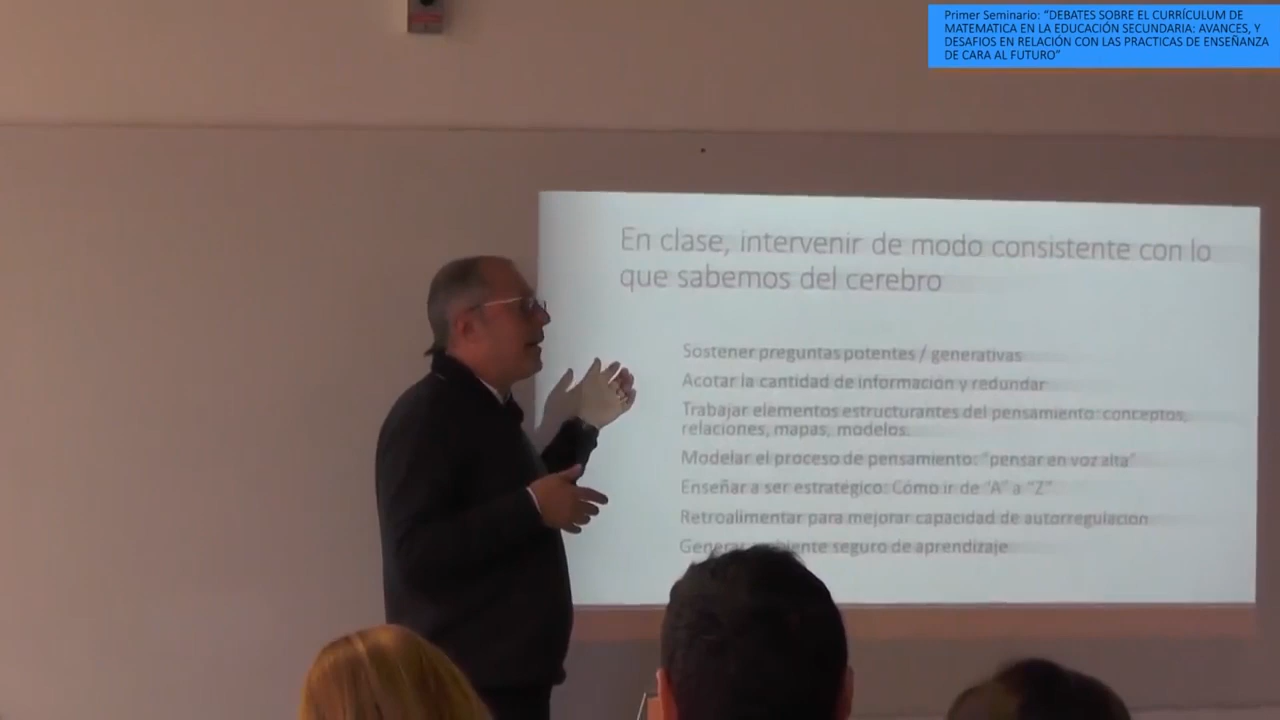 Primer Seminario: “DEBATES SOBRE EL CURRÍCULUM DE
MATEMATICA EN LA EDUCACIÓN SECUNDARIA: AVANCES, Y
DESAFIOS EN RELACIÓN CON LAS PRACTICAS DE ENSEÑANZA
DE CARA AL FUTURO”
En clase, intervenir de modo consistente con lo
que sabemos del cerebro
Sostener preguntas potentes / generativas
Acotar la cantidad de información y redundar
Trabajar elementos estructurantes del pensamiento: conceptos,
relaciones, mapas, modelos.
Modelar el proceso de pensamiento: “pensar en voz alta”
Enseñar a ser estratégico: Cómo ir de “A” a “Z”
Retroalimentar para mejorar capacidad de autorregulación
Generar ambiente seguro de aprendizaje